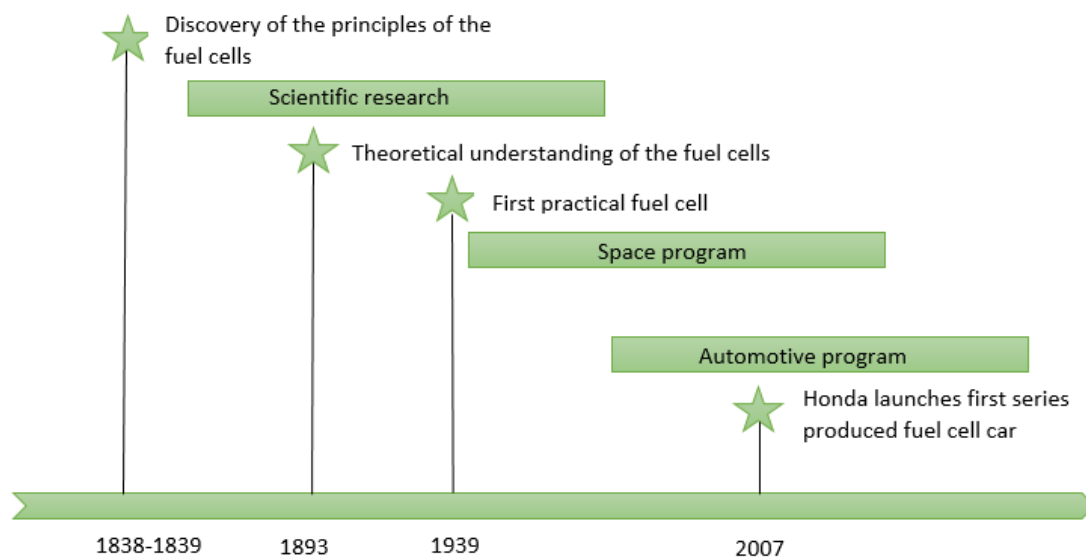 Discovery of the principles of the
fuel cells
Scientific research
Theoretical understanding of the fuel cells
First practical fuel cell
Space program
Automotive program
Honda launches first series
produced fuel cell car
1838-1839
1893
1939
2007